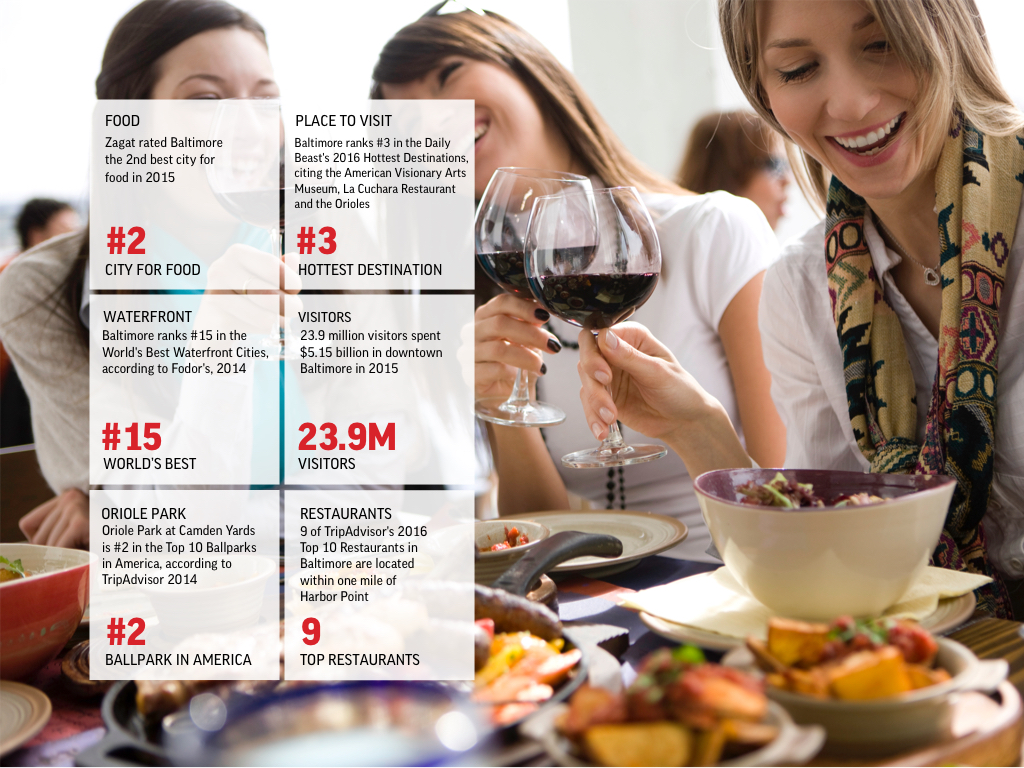 FOOD
Zagat rated Baltimore
the 2nd best city for
food in 2015
#2
CITY FOR FOOD
PLACE TO VISIT
Baltimore ranks #3 in the Daily
Beast's 2016 Hottest Destinations,
citing the American Visionary Arts
Museum, La Cuchara Restaurant
and the Orioles
#3
HOTTEST DESTINATION
WATERFRONT
Baltimore ranks #15 in the
World's Best Waterfront Cities,
according to Fodor's, 2014
#15
WORLD'S BEST
VISITORS
23.9 million visitors spent
$5.15 billion in downtown
Baltimore in 2015
23.9M
VISITORS
ORIOLE PARK
Oriole Park at Camden Yards
is #2 in the Top 10 Ballparks
in America, according to
TripAdvisor 2014
#2
BALLPARK IN AMERICA
RESTAURANTS
9 of TripAdvisor's 2016
Top 10 Restaurants in
Baltimore are located
within one mile of
Harbor Point
9
TOP RESTAURANTS